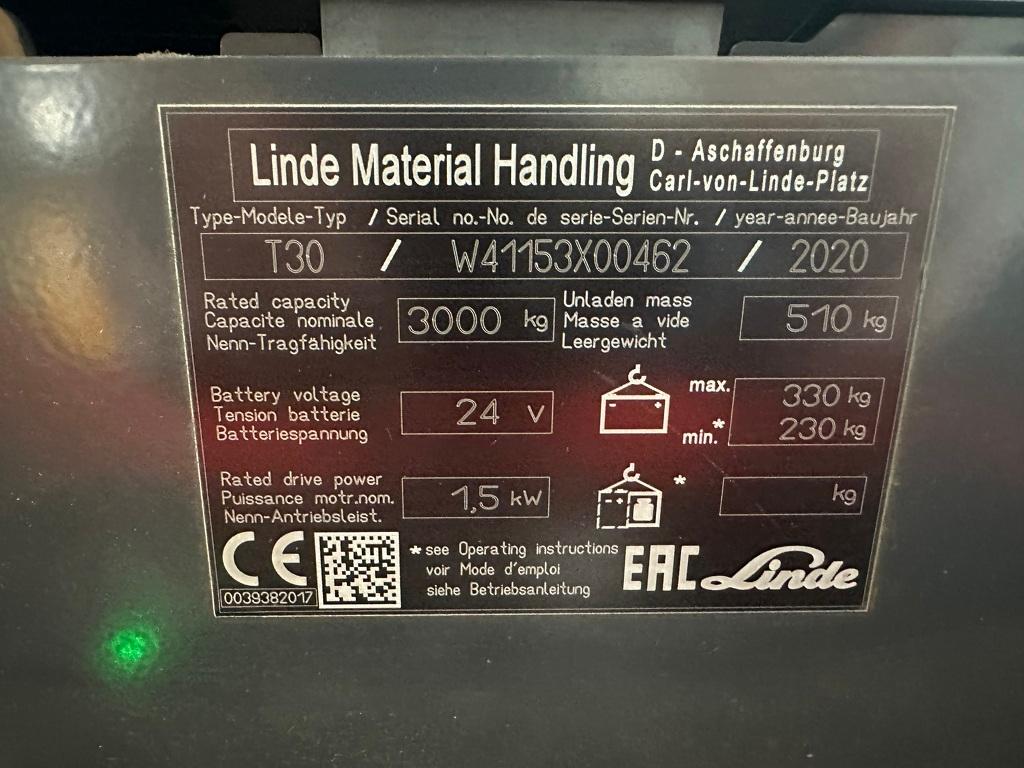 Linde Material Handling D - Aschaffenburg
Carl-von-Linde-Platz
Type-Modele-Typ / Serial no.-No. de serie-Serien-Nr. / year-annee-Baujahr
T30 / W41153X00462 / 2020
Rated capacity
Capacite nominale
Nenn-Tragfähigkeit
3000 kg
Unladen mass
Masse a vide
Leergewicht
510 kg
Battery voltage
Tension batterie
Batteriespannung
24 V
- +
max. 330 kg
min.* 230 kg
Rated drive power
Puissance motr.nom.
Nenn-Antriebsleist.
1,5 kW
- +
* kg
CE
0039382017
* see Operating instructions
voir Mode d'emploi
siehe Betriebsanleitung
EAC Linde